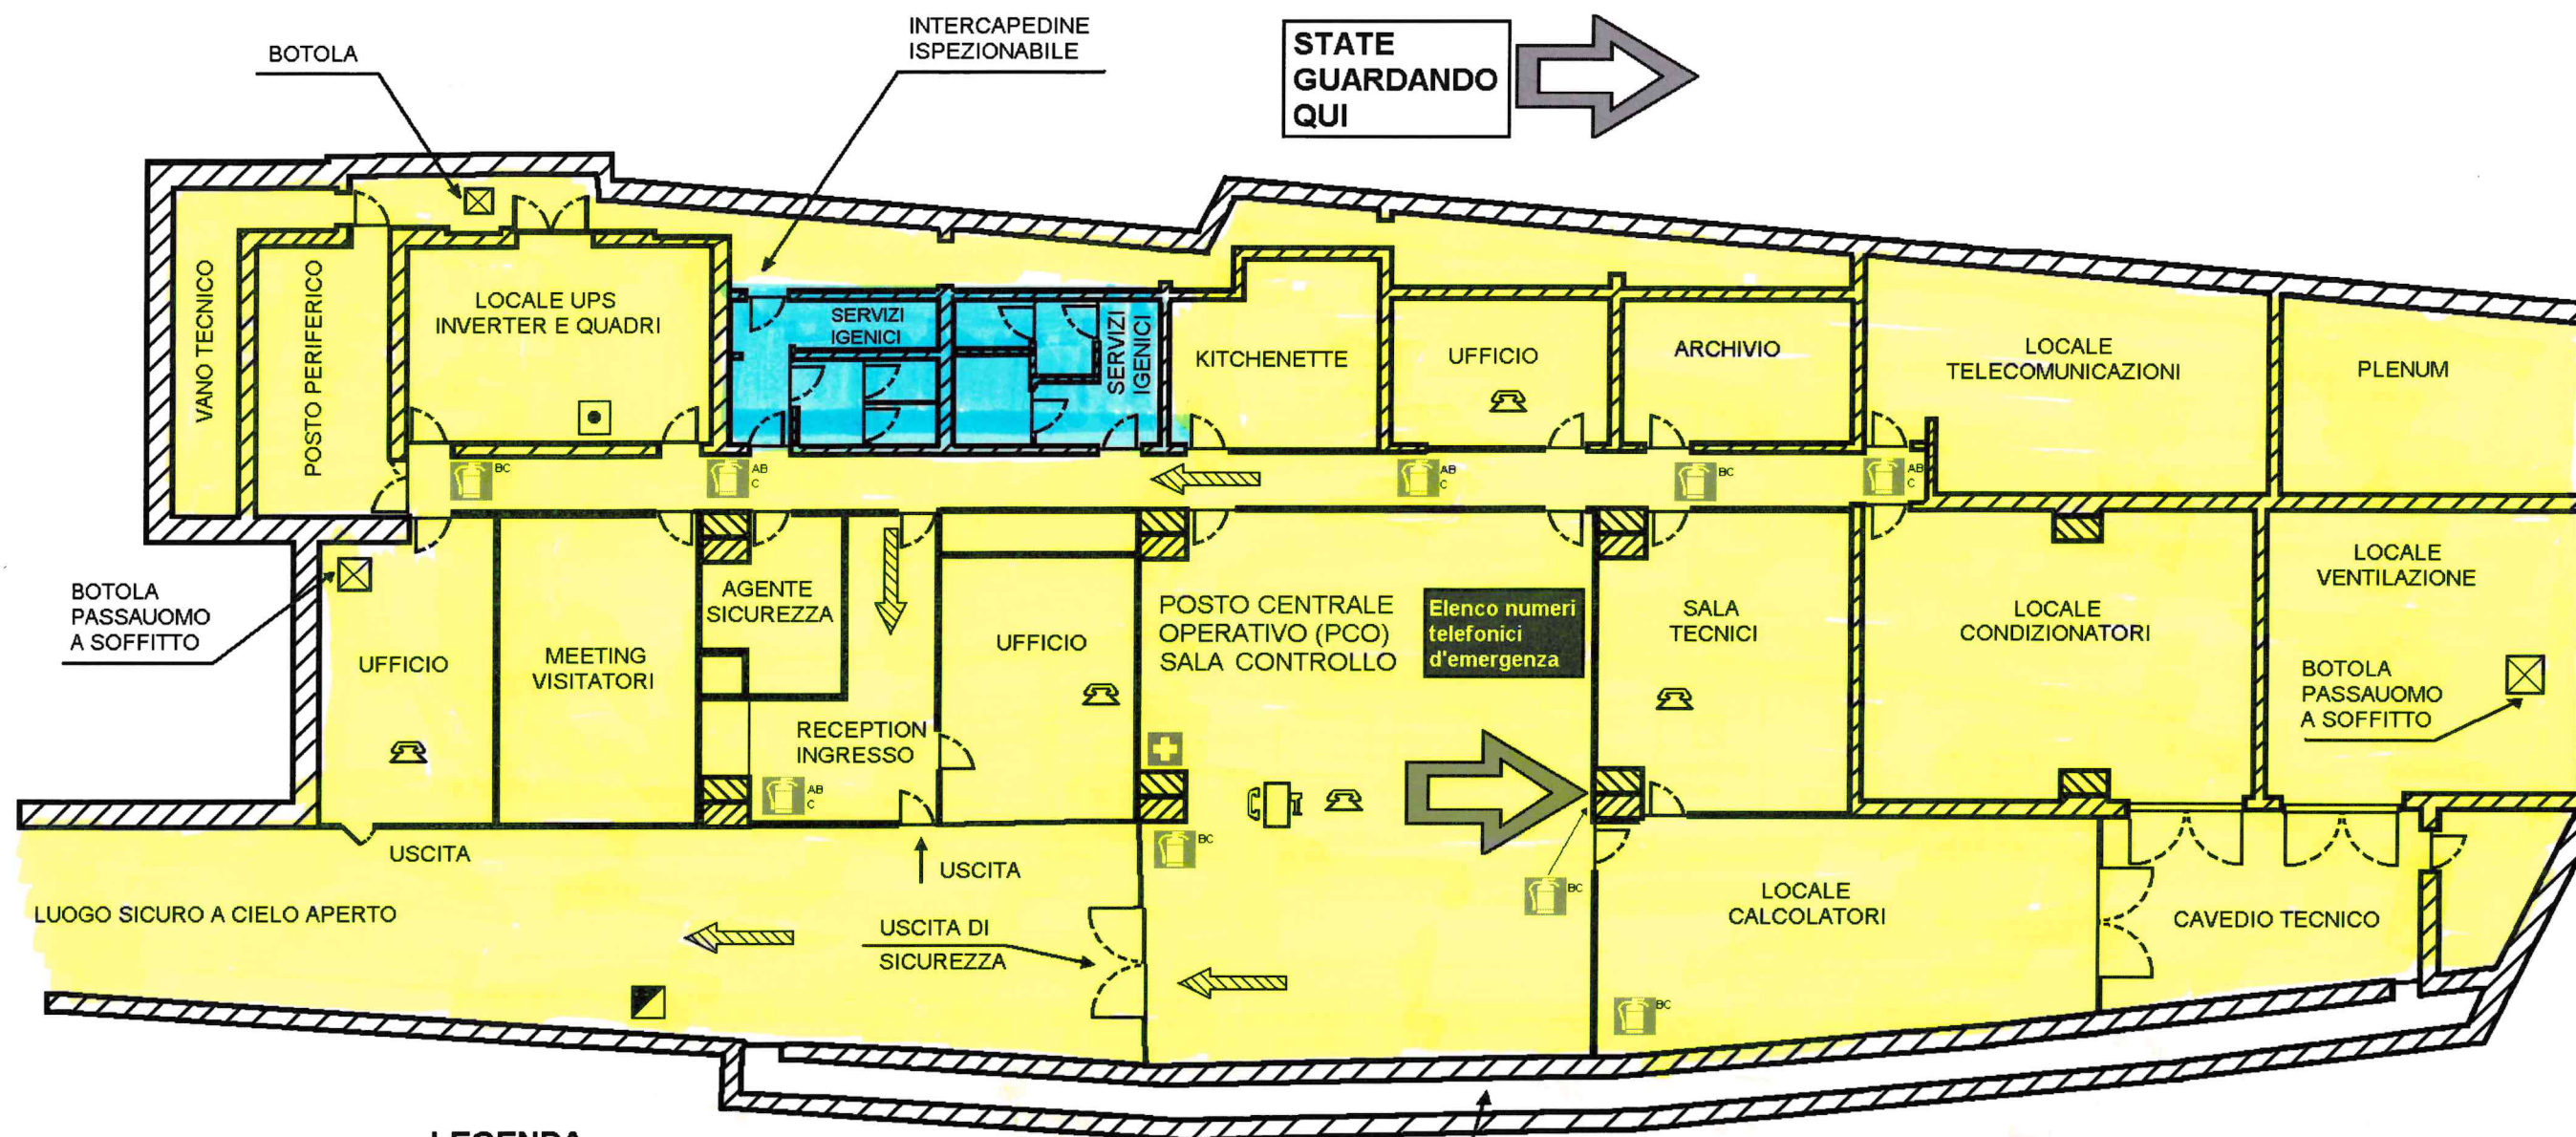 BOTOLA
INTERCAPEDINE
ISPEZIONABILE
STATE
GUARDANDO
QUI
VANO TECNICO
POSTO PERIFERICO
LOCALE UPS
INVERTER E QUADRI
SERVIZI
IGENICI
SERVIZI
IGENICI
KITCHENETTE
UFFICIO
ARCHIVIO
LOCALE
TELECOMUNICAZIONI
PLENUM
BC
AB
C
AB
C
BC
AB
C
BOTOLA
PASSAUOMO
A SOFFITTO
UFFICIO
MEETING
VISITATORI
AGENTE
SICUREZZA
RECEPTION
INGRESSO
AB
C
UFFICIO
POSTO CENTRALE
OPERATIVO (PCO)
SALA CONTROLLO
Elenco numeri
telefonici
d'emergenza
SALA
TECNICI
LOCALE
CONDIZIONATORI
LOCALE
VENTILAZIONE
BOTOLA
PASSAUOMO
A SOFFITTO
USCITA
USCITA
BC
BC
LUOGO SICURO A CIELO APERTO
USCITA DI
SICUREZZA
LOCALE
CALCOLATORI
CAVEDIO TECNICO
BC
LEGENDA